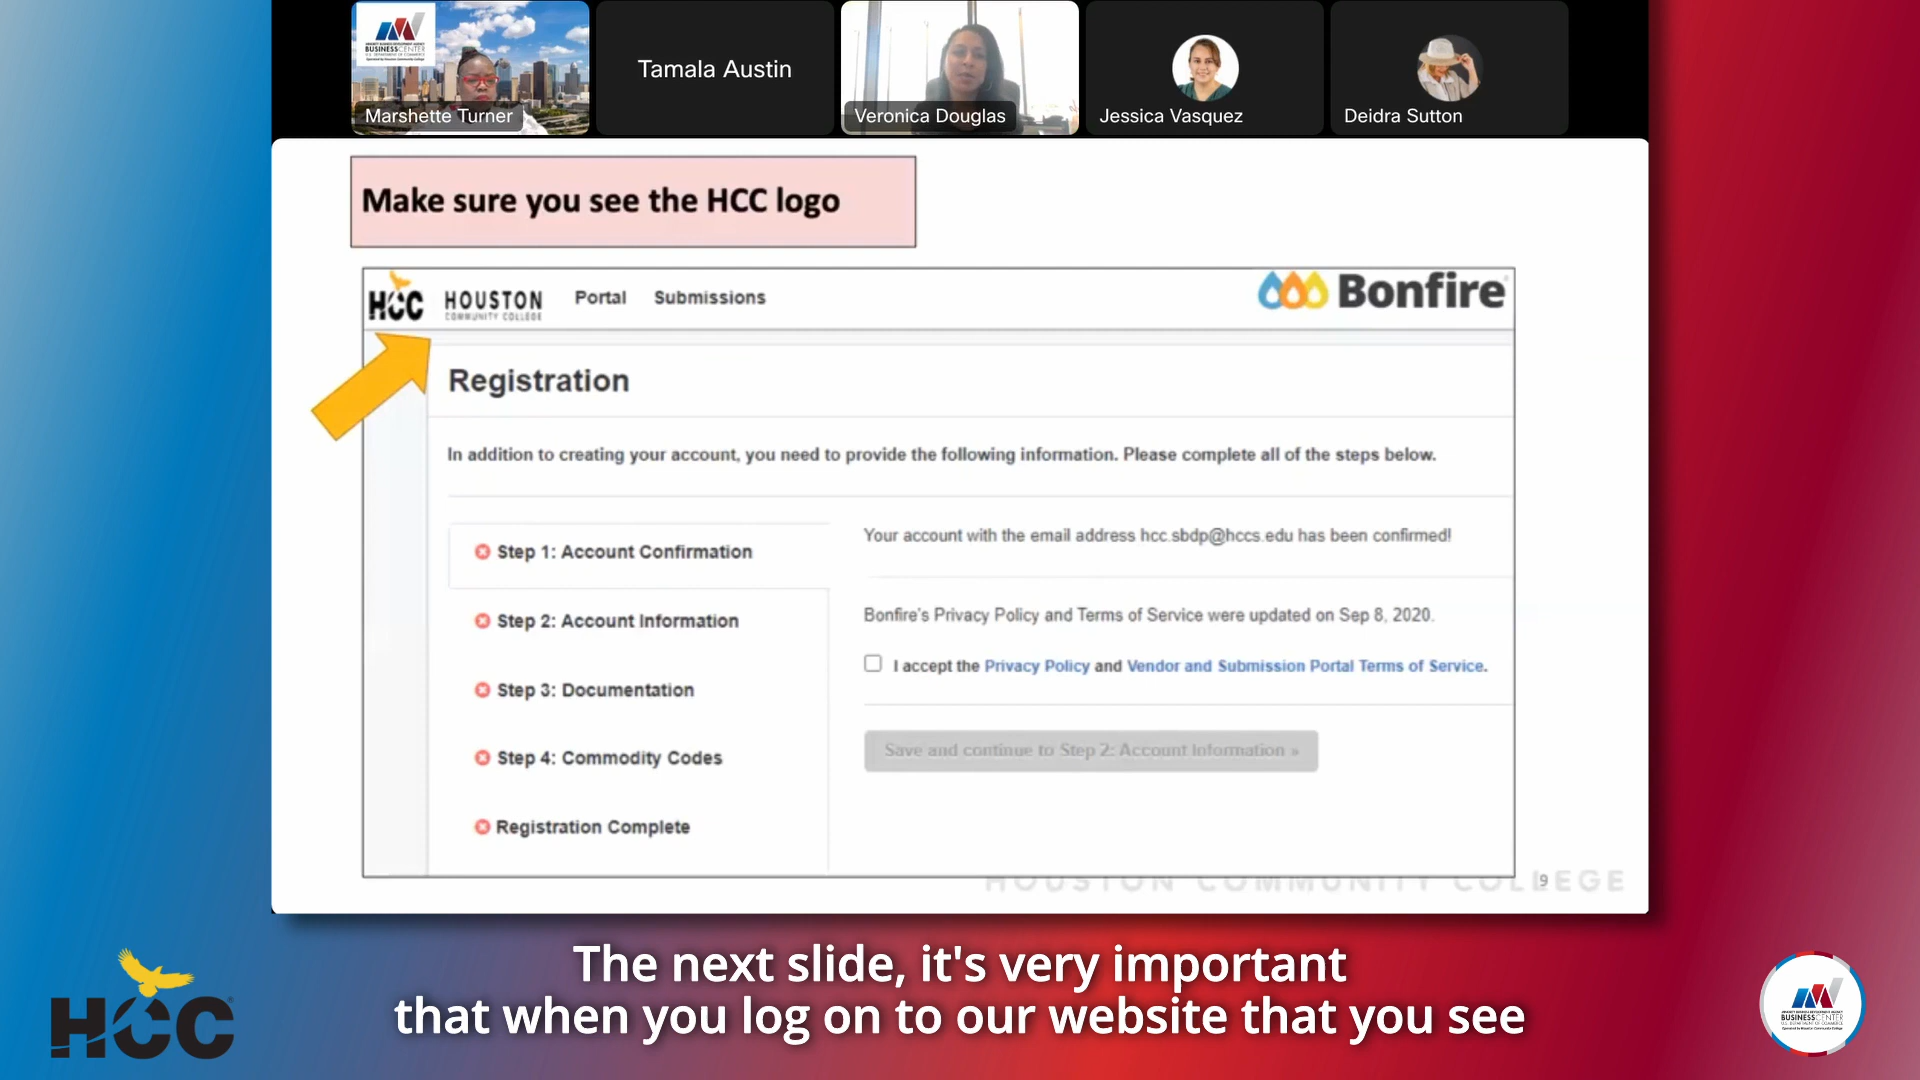 BUSINESSCENTER
Marshette Turner
Tamala Austin
Veronica Douglas
Jessica Vasquez
Deidra Sutton
Make sure you see the HCC logo
HCC
HOUSTON
COMMUNITY COLLEGE
Portal
Submissions
Bonfire
Registration
In addition to creating your account, you need to provide the following information. Please complete all of the steps below.
Step 1: Account Confirmation
Your account with the email address hcc.sbdp@hccs.edu has been confirmed!
Step 2: Account Information
Bonfire's Privacy Policy and Terms of Service were updated on Sep 8, 2020.
I accept the Privacy Policy and Vendor and Submission Portal Terms of Service.
Step 3: Documentation
Step 4: Commodity Codes
Save and continue to Step 2: Account Information »
Registration Complete
HOUSTON COMMUNITY COLLEGE
9
The next slide, it's very important
that when you log on to our website that you see
HCC
BUSINESSCENTER